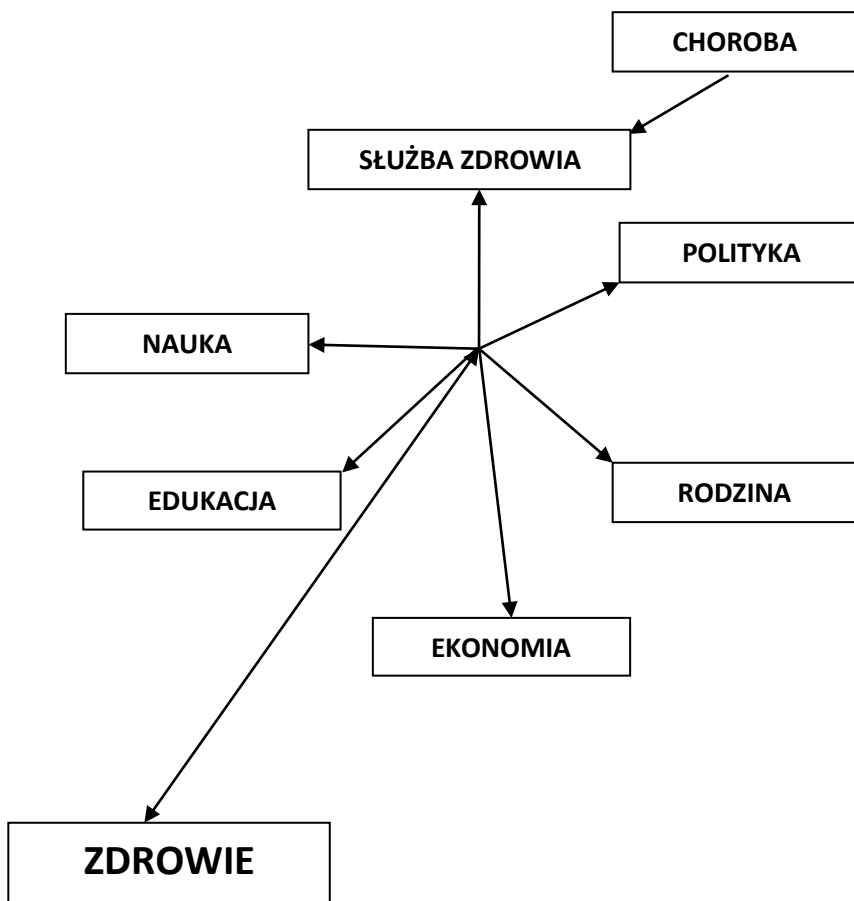 CHOROBA
SŁUŻBA ZDROWIA
POLITYKA
NAUKA
EDUKACJA
RODZINA
EKONOMIA
ZDROWIE